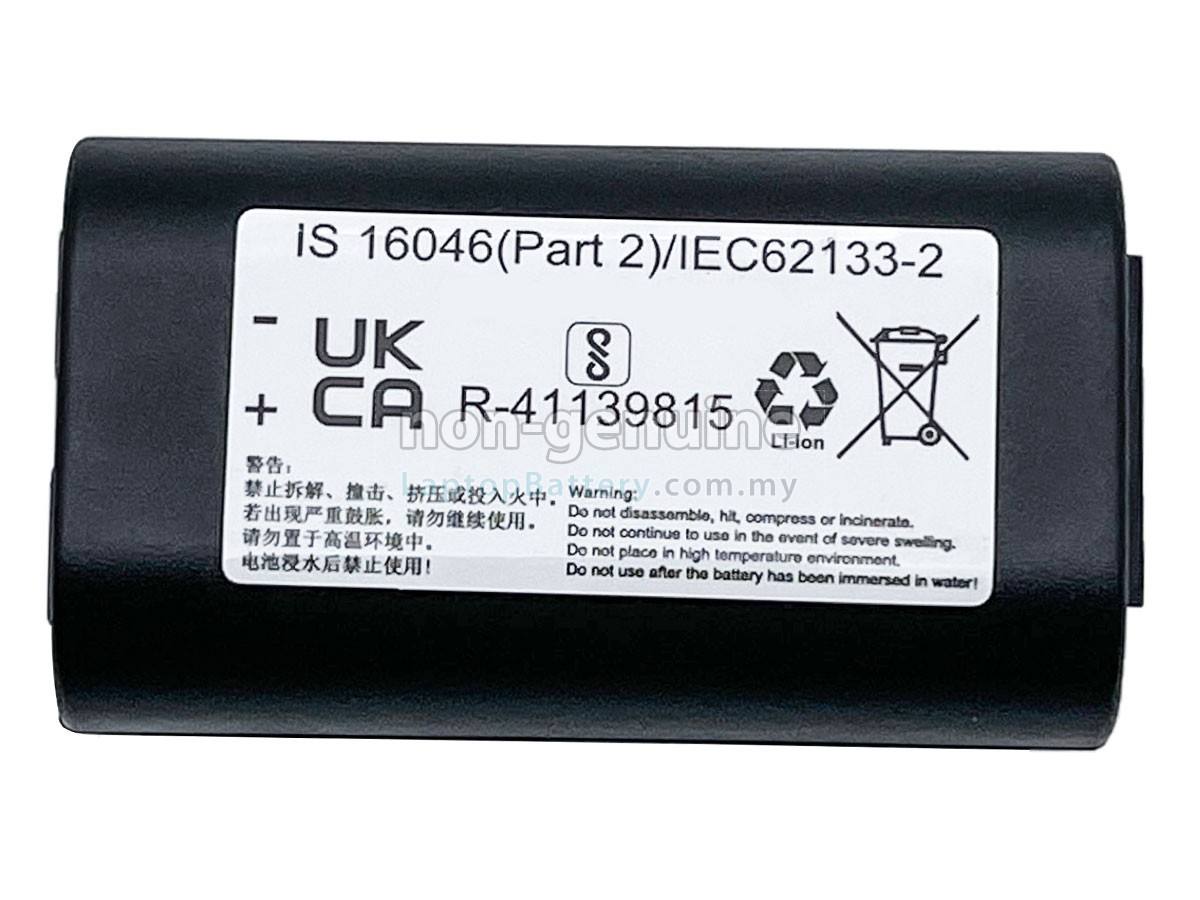 IS 16046(Part 2)/IEC62133-2
-
+
UK
CA
R-41139815
Li-ion
non-genuine
LaptopBattery.com.my
警告：
禁止拆解、撞击、挤压或投入火中。
若出现严重鼓胀，请勿继续使用。
请勿置于高温环境中。
电池浸水后禁止使用！
Warning:
Do not disassemble, hit, compress or incinerate.
Do not continue to use in the event of severe swelling.
Do not place in high temperature environment.
Do not use after the battery has been immersed in water!